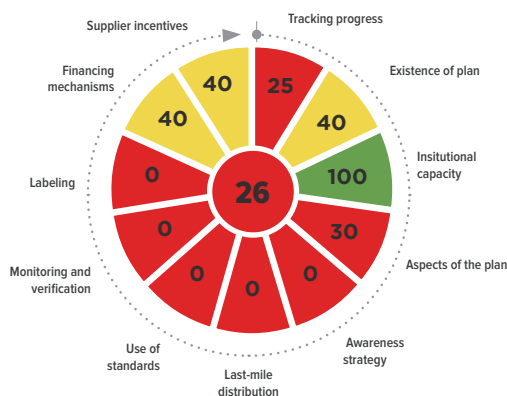 Supplier incentives
Tracking progress
Financing
mechanisms
Existence of plan
40
25
40
40
Insitutional
capacity
Labeling
0
100
26
0
30
Monitoring and
verification
Aspects of the plan
0
0
0
Use of
standards
Awareness
strategy
Last-mile
distribution